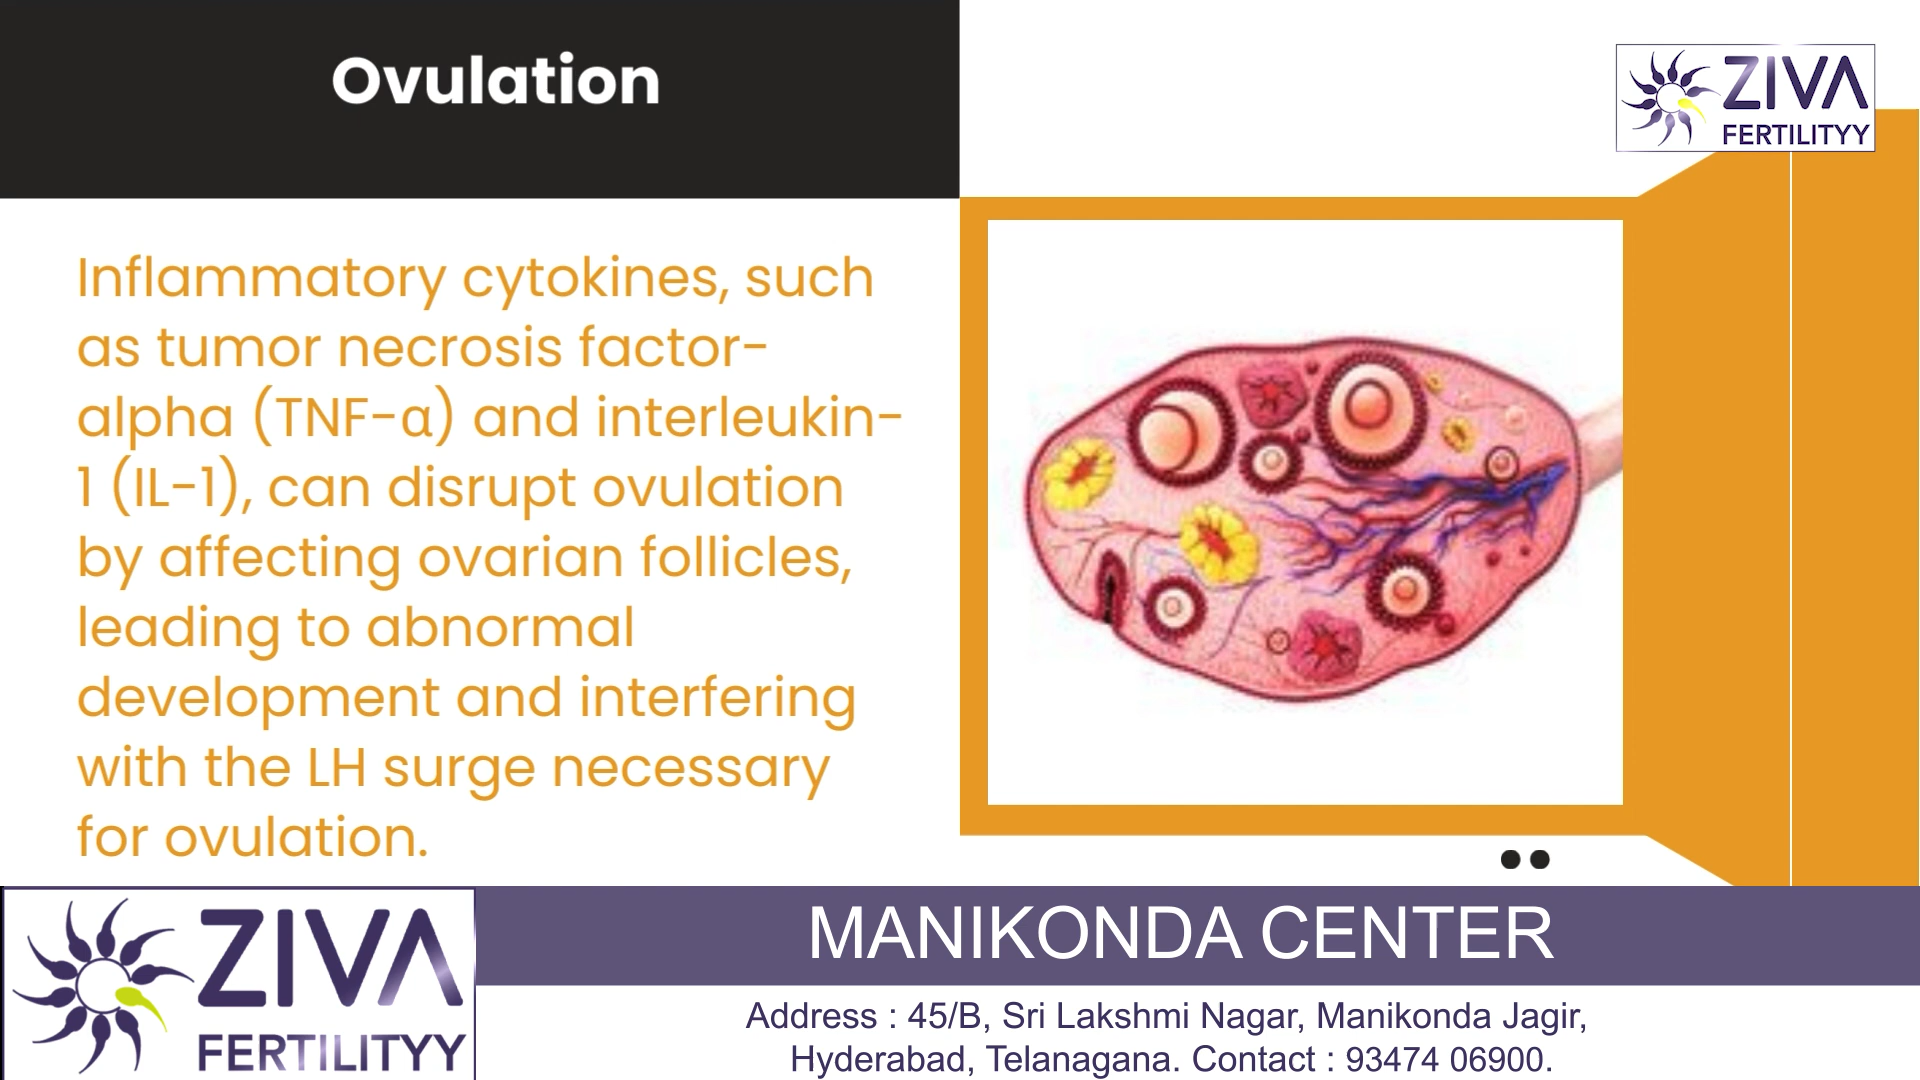 Ovulation
ZIVA
FERTILITYY
Inflammatory cytokines, such
as tumor necrosis factor-
alpha (TNF-α) and interleukin-
1 (IL-1), can disrupt ovulation
by affecting ovarian follicles,
leading to abnormal
development and interfering
with the LH surge necessary
for ovulation.
ZIVA
FERTILITYY
MANIKONDA CENTER
Address : 45/B, Sri Lakshmi Nagar, Manikonda Jagir,
Hyderabad, Telanagana. Contact : 93474 06900.